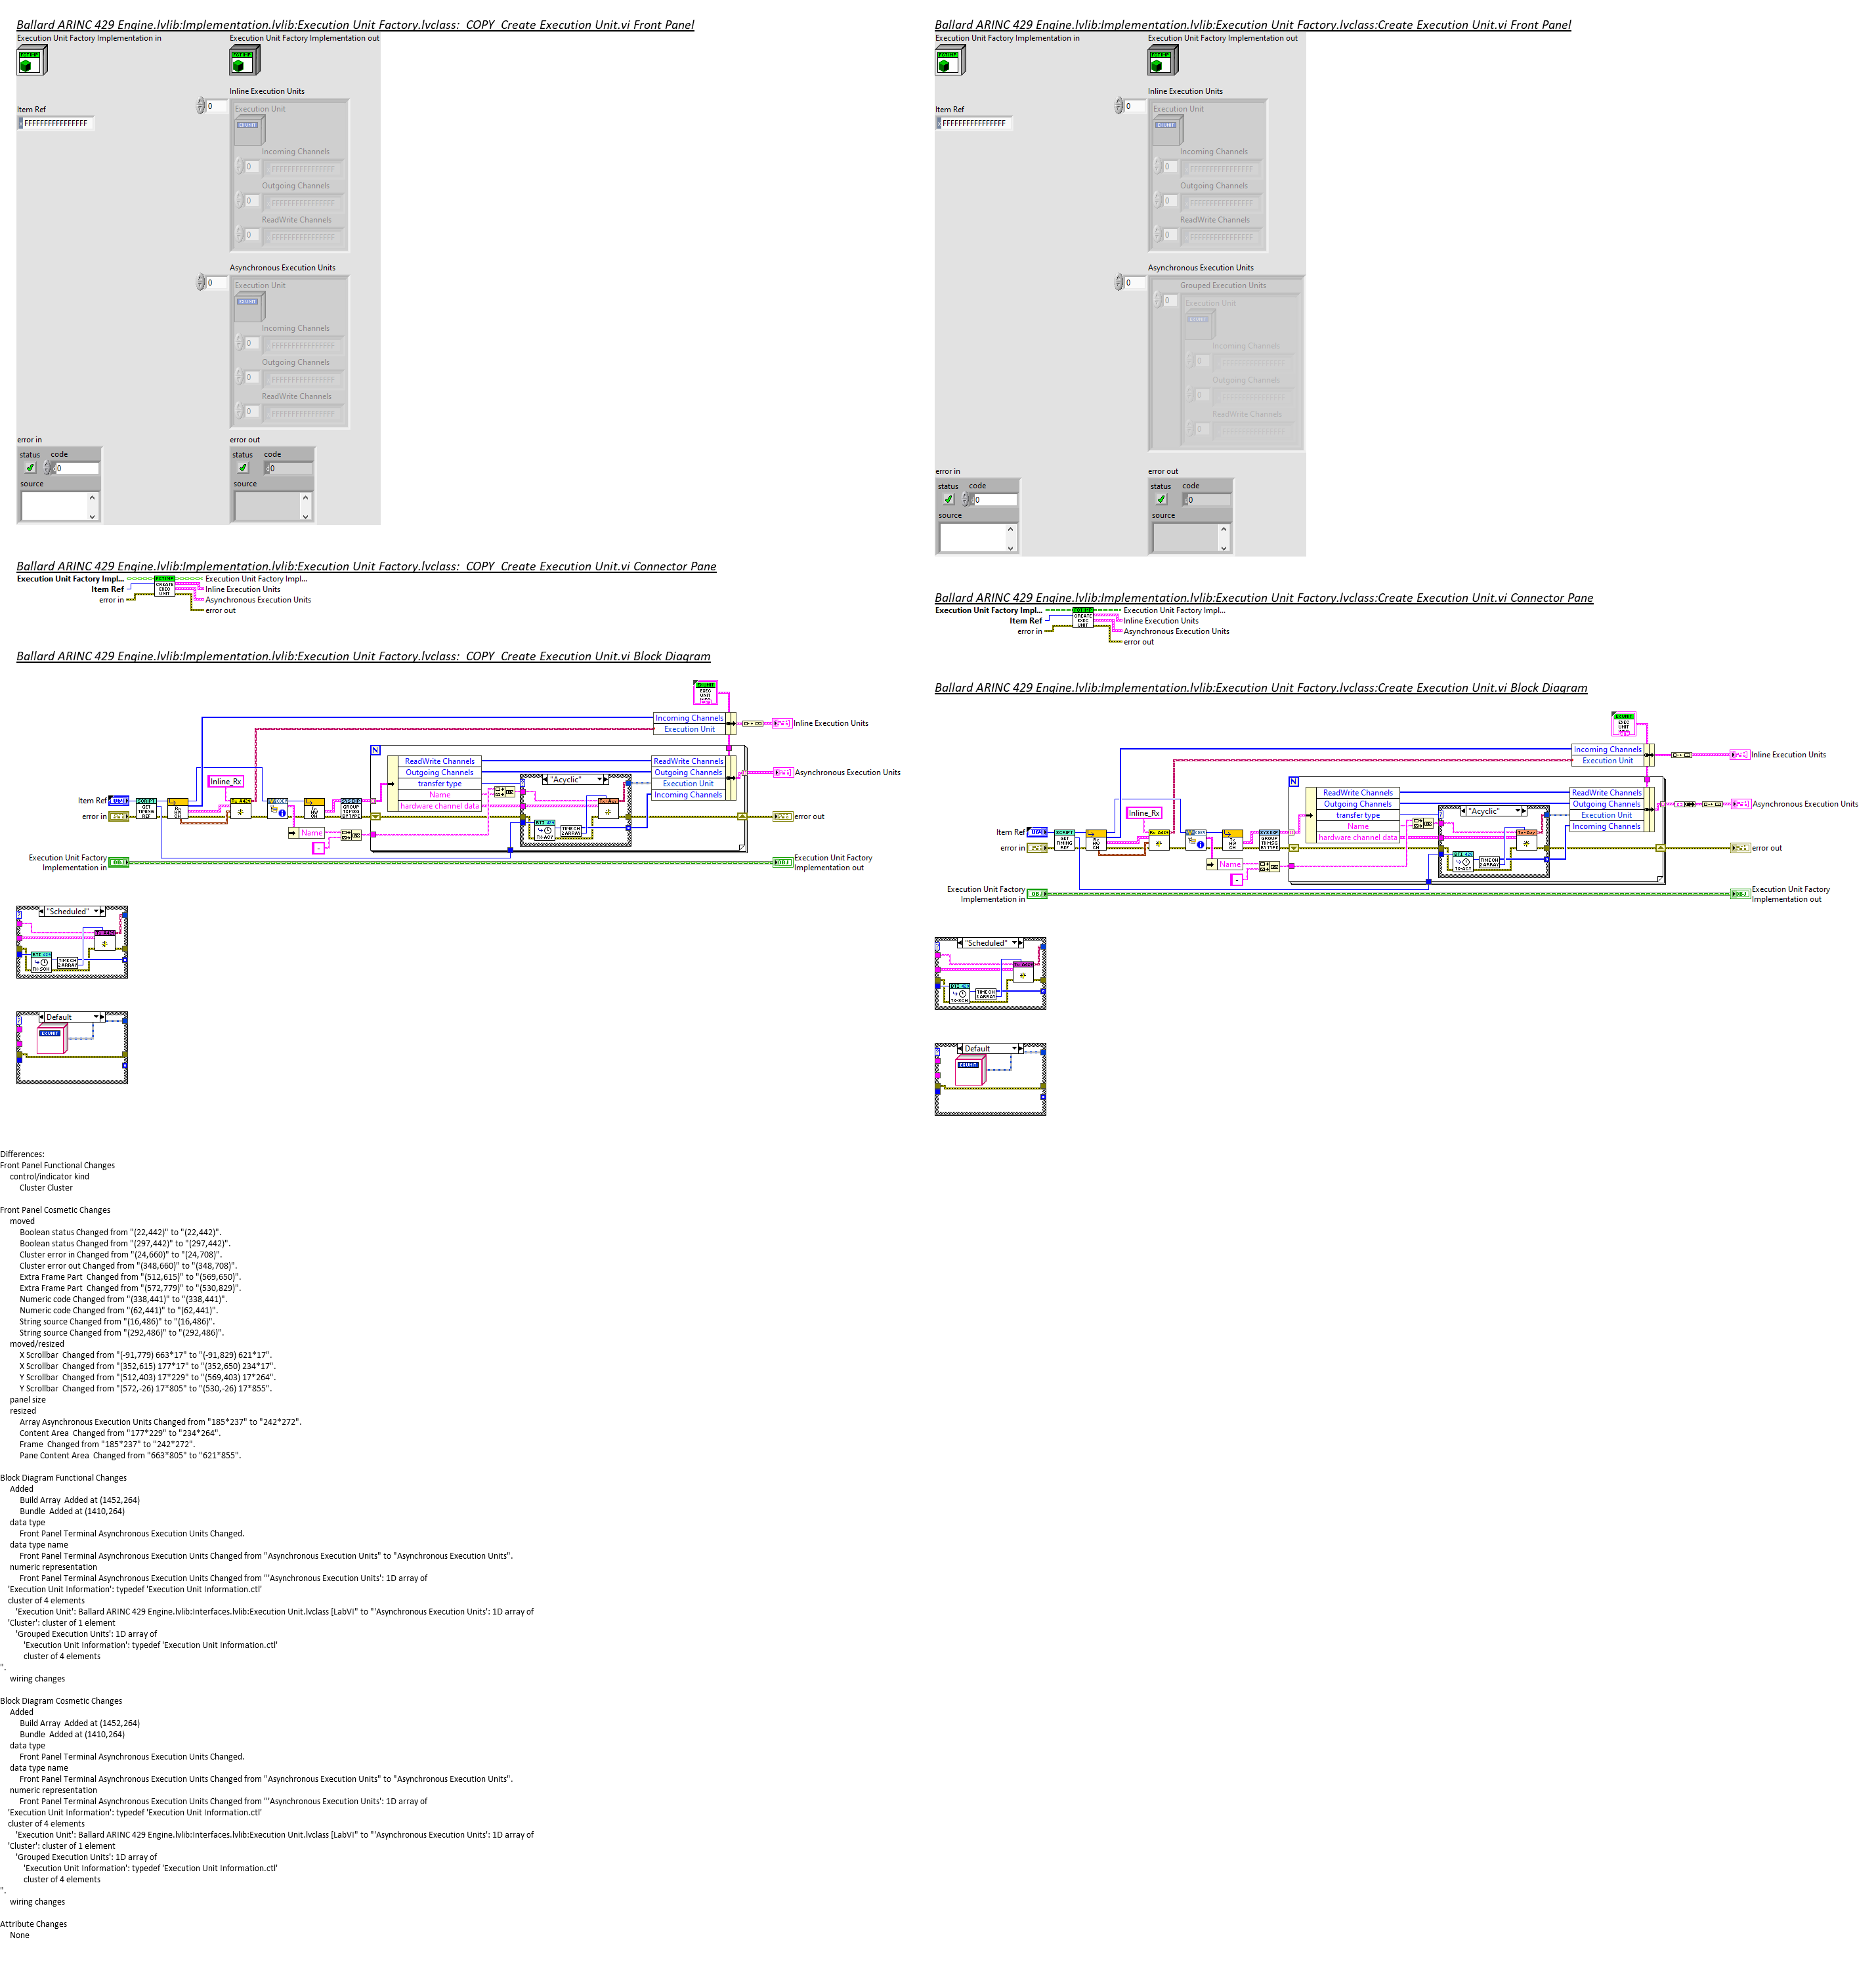 Ballard ARINC 429 Engine.lvlib:Implementation.lvlib:Execution Unit Factory.lvclass:_COPY_Create Execution Unit.vi Front Panel
Execution Unit Factory Implementation in
Execution Unit Factory Implementation out
Inline Execution Units
Item Ref
0
Execution Unit
FFFFFFFFFFFFFFFF
EXUNIT
Incoming Channels
0
FFFFFFFFFFFFFFFF
Outgoing Channels
0
FFFFFFFFFFFFFFFF
ReadWrite Channels
0
FFFFFFFFFFFFFFFF
Asynchronous Execution Units
0
Execution Unit
EXUNIT
Incoming Channels
0
FFFFFFFFFFFFFFFF
Outgoing Channels
0
FFFFFFFFFFFFFFFF
ReadWrite Channels
0
FFFFFFFFFFFFFFFF
error in
error out
status code
status code
0
0
source
source
Ballard ARINC 429 Engine.lvlib:Implementation.lvlib:Execution Unit Factory.lvclass:_COPY_Create Execution Unit.vi Connector Pane
Execution Unit Factory Impl...
Execution Unit Factory Impl...
Item Ref
CREATE EXEC UNIT
Inline Execution Units
error in
Asynchronous Execution Units
error out
Ballard ARINC 429 Engine.lvlib:Implementation.lvlib:Execution Unit Factory.lvclass:_COPY_Create Execution Unit.vi Block Diagram
Incoming Channels
Inline Execution Units
Execution Unit
N
ReadWrite Channels
ReadWrite Channels
Outgoing Channels
Outgoing Channels
Asynchronous Execution Units
Inline_Rx
transfer type
"Acyclic"
Execution Unit
Name
Incoming Channels
Item Ref
hardware channel data
error in
error out
Name
-
Execution Unit Factory
Implementation in
Execution Unit Factory
Implementation out
"Scheduled"
Default
EXUNIT
Ballard ARINC 429 Engine.lvlib:Implementation.lvlib:Execution Unit Factory.lvclass:Create Execution Unit.vi Front Panel
Execution Unit Factory Implementation in
Execution Unit Factory Implementation out
Inline Execution Units
Item Ref
0
Execution Unit
FFFFFFFFFFFFFFFF
EXUNIT
Incoming Channels
0
FFFFFFFFFFFFFFFF
Outgoing Channels
0
FFFFFFFFFFFFFFFF
ReadWrite Channels
0
FFFFFFFFFFFFFFFF
Asynchronous Execution Units
0
Grouped Execution Units
0
Execution Unit
Incoming Channels
0
FFFFFFFFFFFFFFFF
Outgoing Channels
0
FFFFFFFFFFFFFFFF
ReadWrite Channels
0
FFFFFFFFFFFFFFFF
error in
error out
status code
status code
0
0
source
source
Ballard ARINC 429 Engine.lvlib:Implementation.lvlib:Execution Unit Factory.lvclass:Create Execution Unit.vi Connector Pane
Execution Unit Factory Impl...
Execution Unit Factory Impl...
Item Ref
CREATE EXEC UNIT
Inline Execution Units
error in
Asynchronous Execution Units
error out
Ballard ARINC 429 Engine.lvlib:Implementation.lvlib:Execution Unit Factory.lvclass:Create Execution Unit.vi Block Diagram
Incoming Channels
Inline Execution Units
Execution Unit
N
ReadWrite Channels
ReadWrite Channels
Outgoing Channels
Outgoing Channels
Asynchronous Execution Units
Inline_Rx
transfer type
"Acyclic"
Execution Unit
Name
Incoming Channels
Item Ref
hardware channel data
error in
error out
Name
-
Execution Unit Factory
Implementation in
Execution Unit Factory
Implementation out
"Scheduled"
Default
EXUNIT
Differences:
Front Panel Functional Changes
control/indicator kind
Cluster Cluster
Front Panel Cosmetic Changes
moved
Boolean status Changed from "(22,442)" to "(22,442)".
Boolean status Changed from "(297,442)" to "(297,442)".
Cluster error in Changed from "(24,660)" to "(24,708)".
Cluster error out Changed from "(348,660)" to "(348,708)".
Extra Frame Part  Changed from "(512,615)" to "(569,650)".
Extra Frame Part  Changed from "(572,779)" to "(530,829)".
Numeric code Changed from "(338,441)" to "(338,441)".
Numeric code Changed from "(62,441)" to "(62,441)".
String source Changed from "(16,486)" to "(16,486)".
String source Changed from "(292,486)" to "(292,486)".
moved/resized
X Scrollbar  Changed from "(-91,779) 663*17" to "(-91,829) 621*17".
X Scrollbar  Changed from "(352,615) 177*17" to "(352,650) 234*17".
Y Scrollbar  Changed from "(512,403) 17*229" to "(569,403) 17*264".
Y Scrollbar  Changed from "(572,-26) 17*805" to "(530,-26) 17*855".
panel size
resized
Array Asynchronous Execution Units Changed from "185*237" to "242*272".
Content Area  Changed from "177*229" to "234*264".
Frame  Changed from "185*237" to "242*272".
Pane Content Area  Changed from "663*805" to "621*855".
Block Diagram Functional Changes
Added
Build Array  Added at (1452,264)
Bundle  Added at (1410,264)
data type
Front Panel Terminal Asynchronous Execution Units Changed.
data type name
Front Panel Terminal Asynchronous Execution Units Changed from "Asynchronous Execution Units" to "Asynchronous Execution Units".
numeric representation
Front Panel Terminal Asynchronous Execution Units Changed from "'Asynchronous Execution Units': 1D array of
'Execution Unit Information': typedef 'Execution Unit Information.ctl'
cluster of 4 elements
'Execution Unit': Ballard ARINC 429 Engine.lvlib:Interfaces.lvlib:Execution Unit.lvclass [LabVI" to "'Asynchronous Execution Units': 1D array of
'Cluster': cluster of 1 element
'Grouped Execution Units': 1D array of
'Execution Unit Information': typedef 'Execution Unit Information.ctl'
cluster of 4 elements
".
wiring changes
Block Diagram Cosmetic Changes
Added
Build Array  Added at (1452,264)
Bundle  Added at (1410,264)
data type
Front Panel Terminal Asynchronous Execution Units Changed.
data type name
Front Panel Terminal Asynchronous Execution Units Changed from "Asynchronous Execution Units" to "Asynchronous Execution Units".
numeric representation
Front Panel Terminal Asynchronous Execution Units Changed from "'Asynchronous Execution Units': 1D array of
'Execution Unit Information': typedef 'Execution Unit Information.ctl'
cluster of 4 elements
'Execution Unit': Ballard ARINC 429 Engine.lvlib:Interfaces.lvlib:Execution Unit.lvclass [LabVI" to "'Asynchronous Execution Units': 1D array of
'Cluster': cluster of 1 element
'Grouped Execution Units': 1D array of
'Execution Unit Information': typedef 'Execution Unit Information.ctl'
cluster of 4 elements
".
wiring changes
Attribute Changes
None